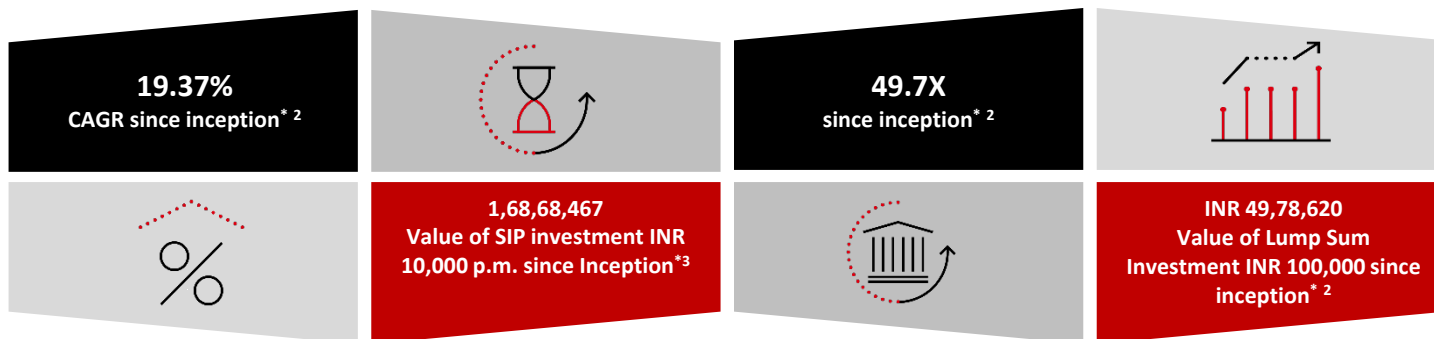 19.37%
CAGR since inception* 2
49.7X
since inception* 2
1,68,68,467
Value of SIP investment INR
10,000 p.m. since Inception*3
INR 49,78,620
Value of Lump Sum
Investment INR 100,000 since
inception* 2